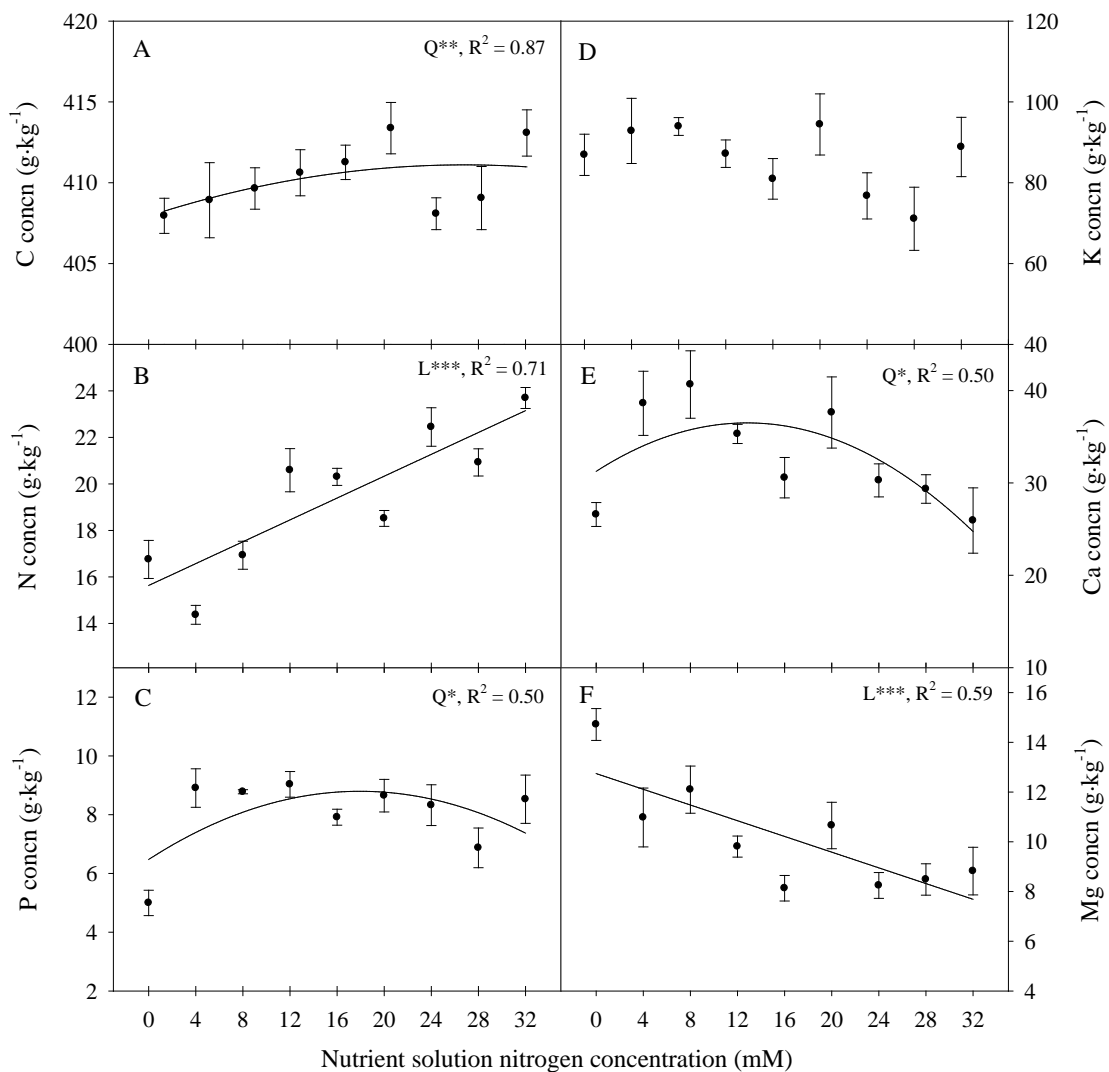 A
Q**, R² = 0.87
C concn (g·kg⁻¹)
420
415
410
405
400
D
K concn (g·kg⁻¹)
120
100
80
60
40
B
L***, R² = 0.71
N concn (g·kg⁻¹)
24
22
20
18
16
14
E
Q*, R² = 0.50
Ca concn (g·kg⁻¹)
40
30
20
10
C
Q*, R² = 0.50
P concn (g·kg⁻¹)
12
10
8
6
4
2
F
L***, R² = 0.59
Mg concn (g·kg⁻¹)
16
14
12
10
8
6
4
0 4 8 12 16 20 24 28 32
0 4 8 12 16 20 24 28 32
Nutrient solution nitrogen concentration (mM)